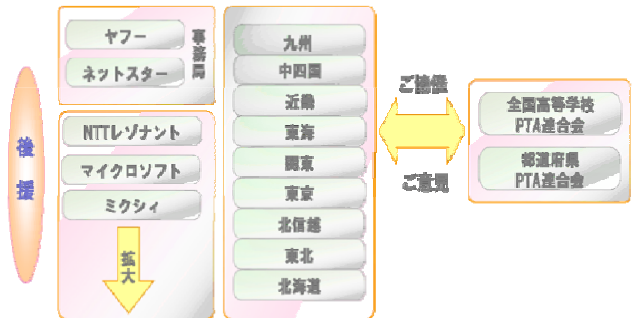 後援
ヤフー
ネットスター
事務局
NTTレゾナント
マイクロソフト
ミクシィ
拡大
九州
中四国
近畿
東海
関東
東京
北信越
東北
北海道
ご協賛
ご意見
全国高等学校
PTA連合会
都道府県
PTA連合会